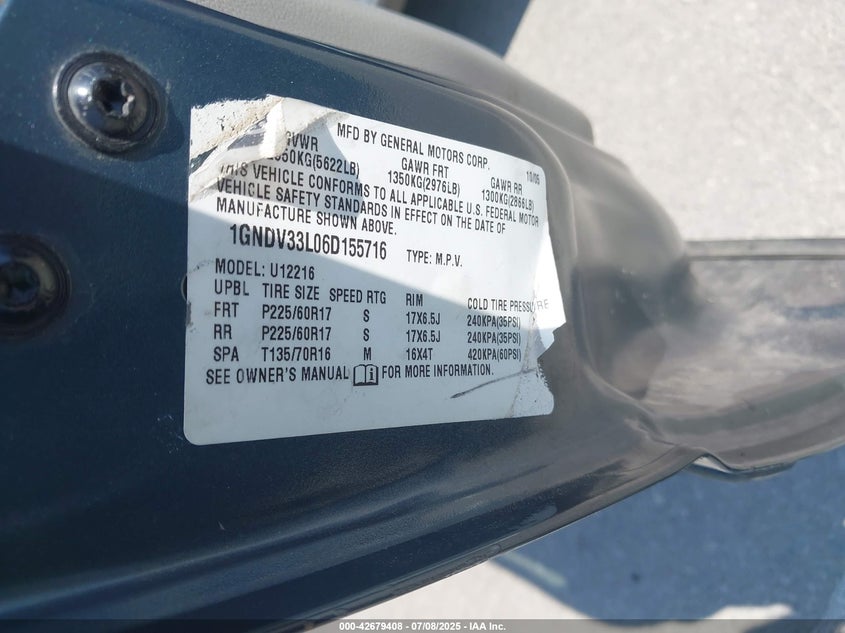 MFD BY GENERAL MOTORS CORP. 10/05
GVWR GAWR FRT GAWR RR
2550KG(5622LB) 1350KG(2976LB) 1300KG(2866LB)
THIS VEHICLE CONFORMS TO ALL APPLICABLE U.S. FEDERAL MOTOR
VEHICLE SAFETY STANDARDS IN EFFECT ON THE DATE OF
MANUFACTURE SHOWN ABOVE.
1GNDV33L06D155716 TYPE: M.P.V.
MODEL: U12216
UPBL TIRE SIZE SPEED RTG RIM COLD TIRE PRESSURE
FRT P225/60R17 S 17X6.5J 240KPA(35PSI)
RR P225/60R17 S 17X6.5J 240KPA(35PSI)
SPA T135/70R16 M 16X4T 420KPA(60PSI)
SEE OWNER'S MANUAL FOR MORE INFORMATION.
000-42679408 - 07/08/2025 - IAA Inc.